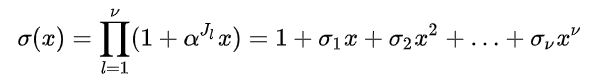 σ(x) = ∏_{l=1}^{ν} (1 + α^{J_l} x) = 1 + σ_1 x + σ_2 x^2 + … + σ_ν x^ν